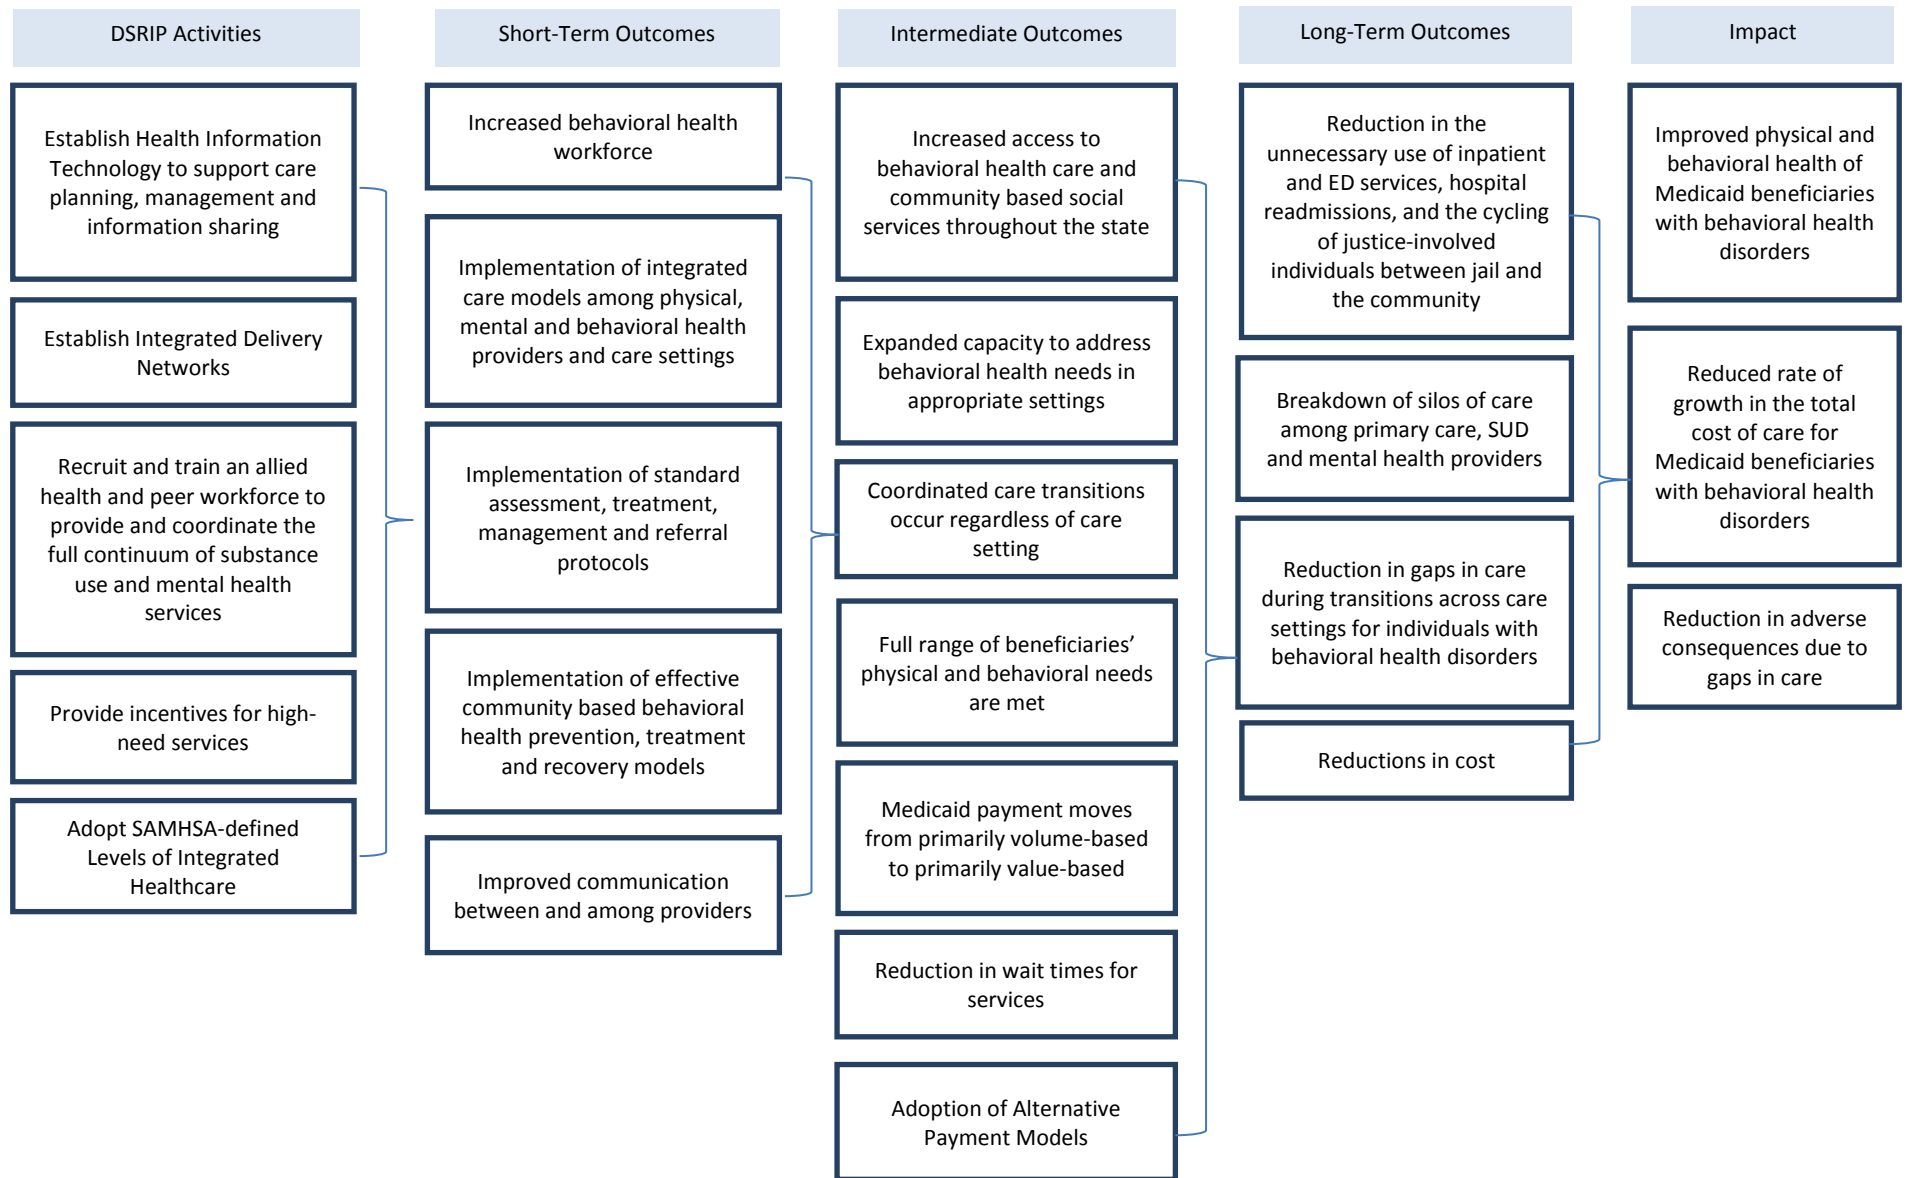 DSRIP Activities
Short-Term Outcomes
Intermediate Outcomes
Long-Term Outcomes
Impact
Establish Health Information
Technology to support care
planning, management and
information sharing
Establish Integrated Delivery
Networks
Recruit and train an allied
health and peer workforce to
provide and coordinate the
full continuum of substance
use and mental health
services
Provide incentives for high-
need services
Adopt SAMHSA-defined
Levels of Integrated
Healthcare
Increased behavioral health
workforce
Implementation of integrated
care models among physical,
mental and behavioral health
providers and care settings
Implementation of standard
assessment, treatment,
management and referral
protocols
Implementation of effective
community based behavioral
health prevention, treatment
and recovery models
Improved communication
between and among providers
Increased access to
behavioral health care and
community based social
services throughout the state
Expanded capacity to address
behavioral health needs in
appropriate settings
Coordinated care transitions
occur regardless of care
setting
Full range of beneficiaries’
physical and behavioral needs
are met
Medicaid payment moves
from primarily volume-based
to primarily value-based
Reduction in wait times for
services
Adoption of Alternative
Payment Models
Reduction in the
unnecessary use of inpatient
and ED services, hospital
readmissions, and the cycling
of justice-involved
individuals between jail and
the community
Breakdown of silos of care
among primary care, SUD
and mental health providers
Reduction in gaps in care
during transitions across care
settings for individuals with
behavioral health disorders
Reductions in cost
Improved physical and
behavioral health of
Medicaid beneficiaries
with behavioral health
disorders
Reduced rate of
growth in the total
cost of care for
Medicaid beneficiaries
with behavioral health
disorders
Reduction in adverse
consequences due to
gaps in care